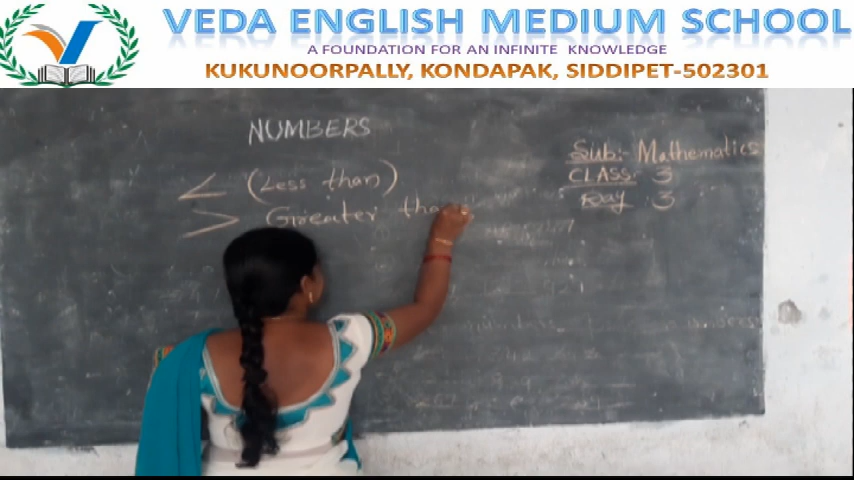 VEDA ENGLISH MEDIUM SCHOOL
A FOUNDATION FOR AN INFINITE KNOWLEDGE
KUKUNOORPALLY, KONDAPAK, SIDDIPET-502301
NUMBERS
Sub:- Mathematics
CLASS: 3
Day : 3
< (Less than)
> Greater tha